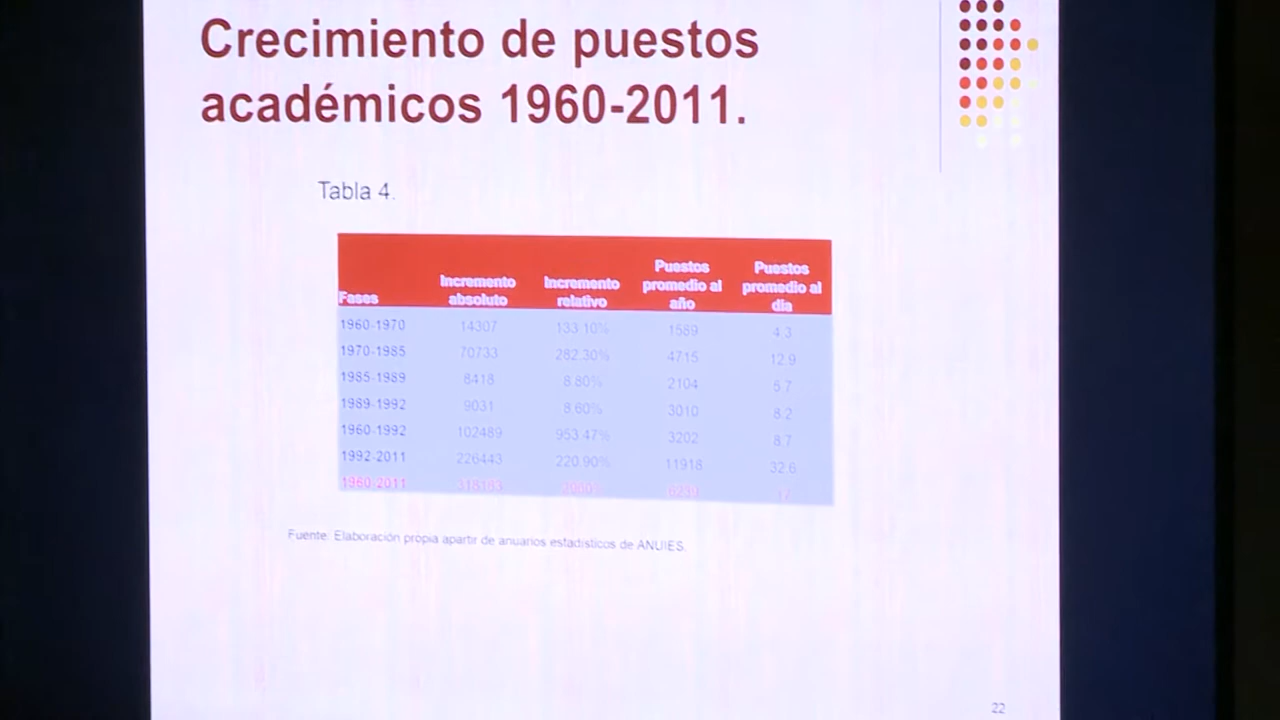 Crecimiento de puestos
académicos 1960-2011.
Tabla 4.
Fases Incremento absoluto Incremento relativo Puestos promedio al año Puestos promedio al dia
1960-1970 14307 133.10% 1589 4.3
1970-1985 70733 282.30% 4715 12.9
1985-1989 8418 8.80% 2104 5.7
1989-1992 9031 8.60% 3010 8.2
1960-1992 102489 953.47% 3202 8.7
1992-2011 226443 220.90% 11918 32.6
1960-2011
Fuente: Elaboración propia apartir de anuarios estadísticos de ANUIES.
22